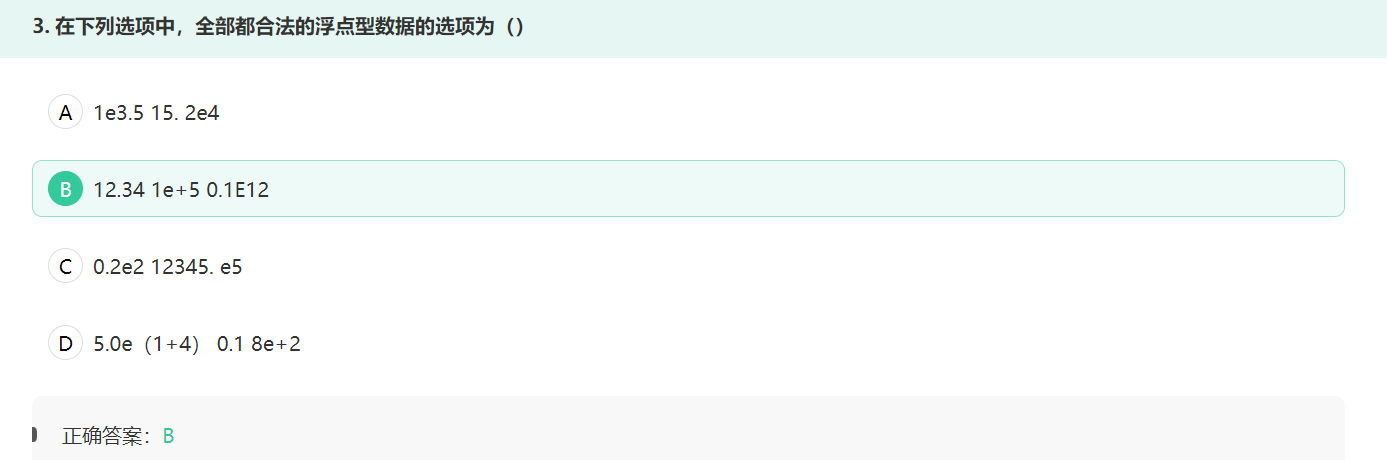 3. 在下列选项中，全部都合法的浮点型数据的选项为（）
A 1e3.5 15. 2e4
B 12.34 1e+5 0.1E12
C 0.2e2 12345. e5
D 5.0e（1+4） 0.1 8e+2
正确答案：B